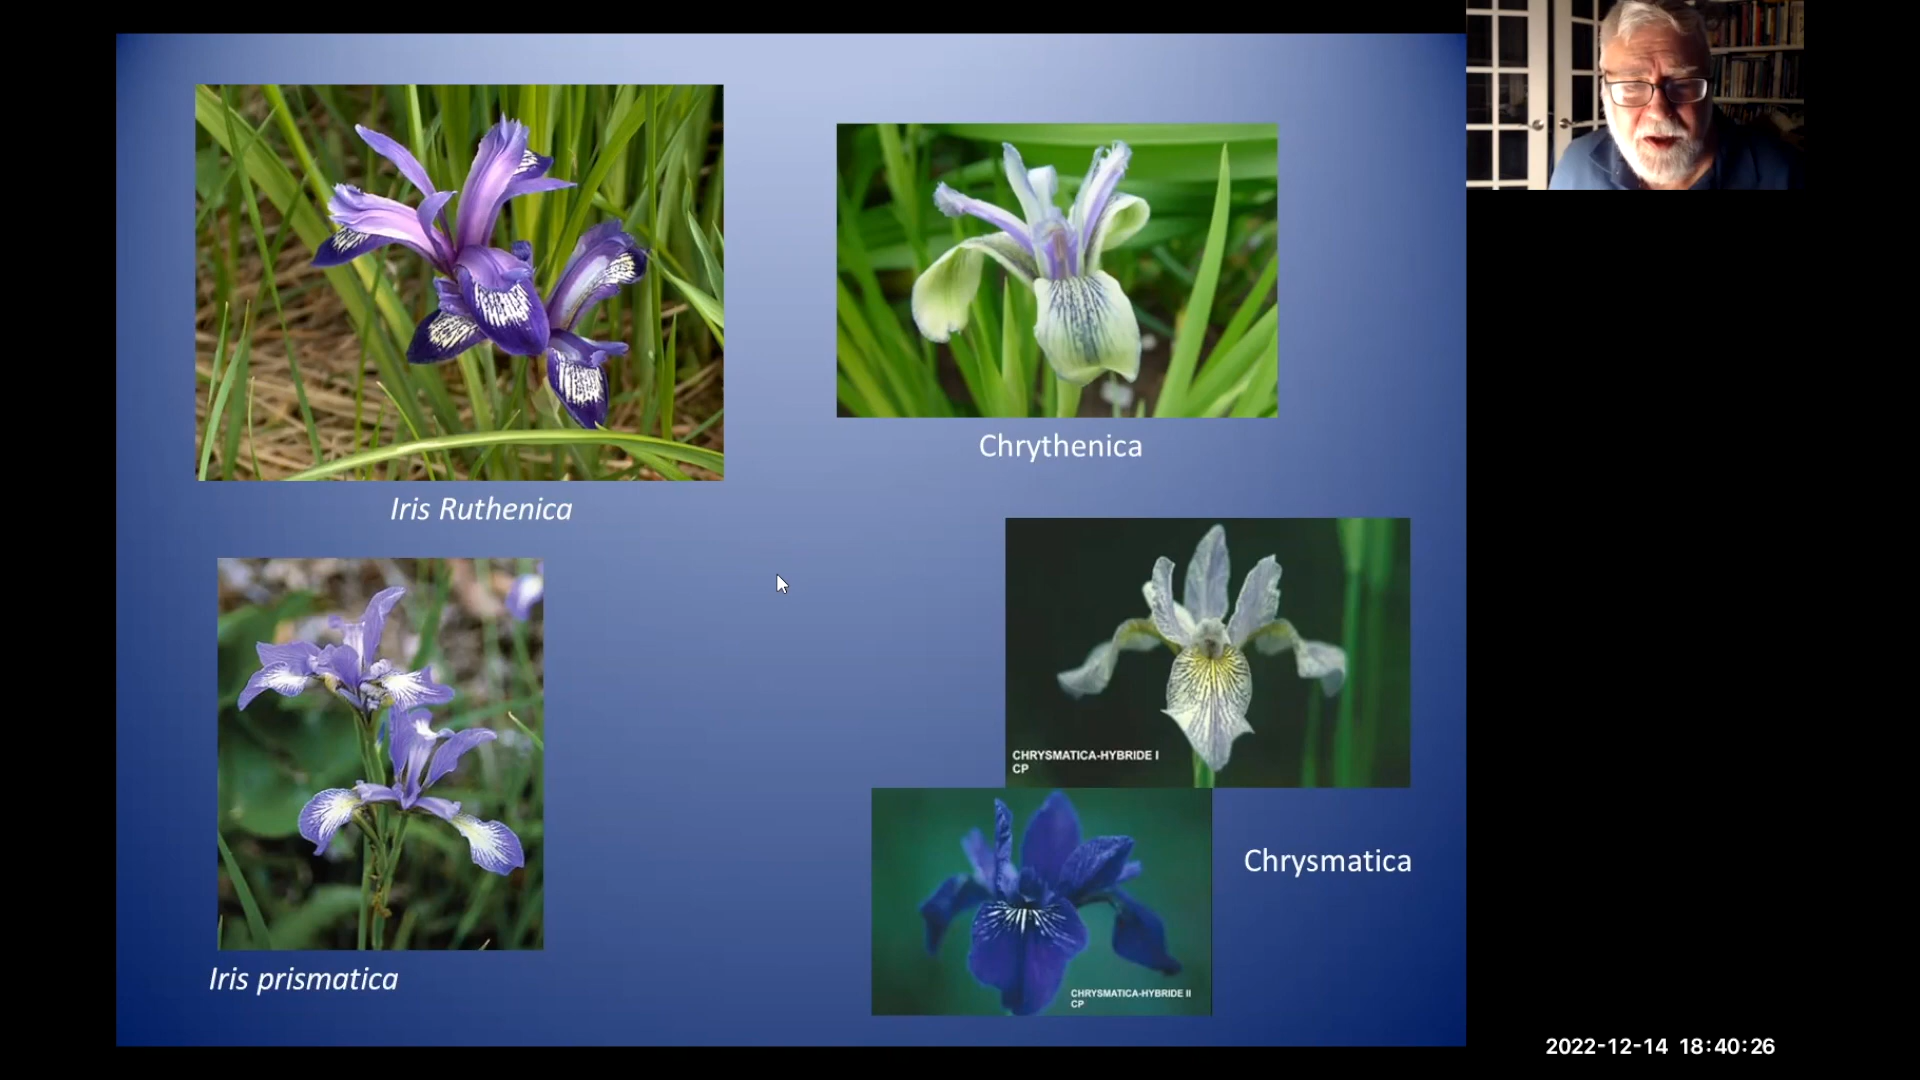 Chrythenica
Iris Ruthenica
CHRYSMATICA-HYBRIDE I
CP
Chrysmatica
Iris prismatica
CHRYSMATICA-HYBRIDE II
CP
2022-12-14 18:40:26